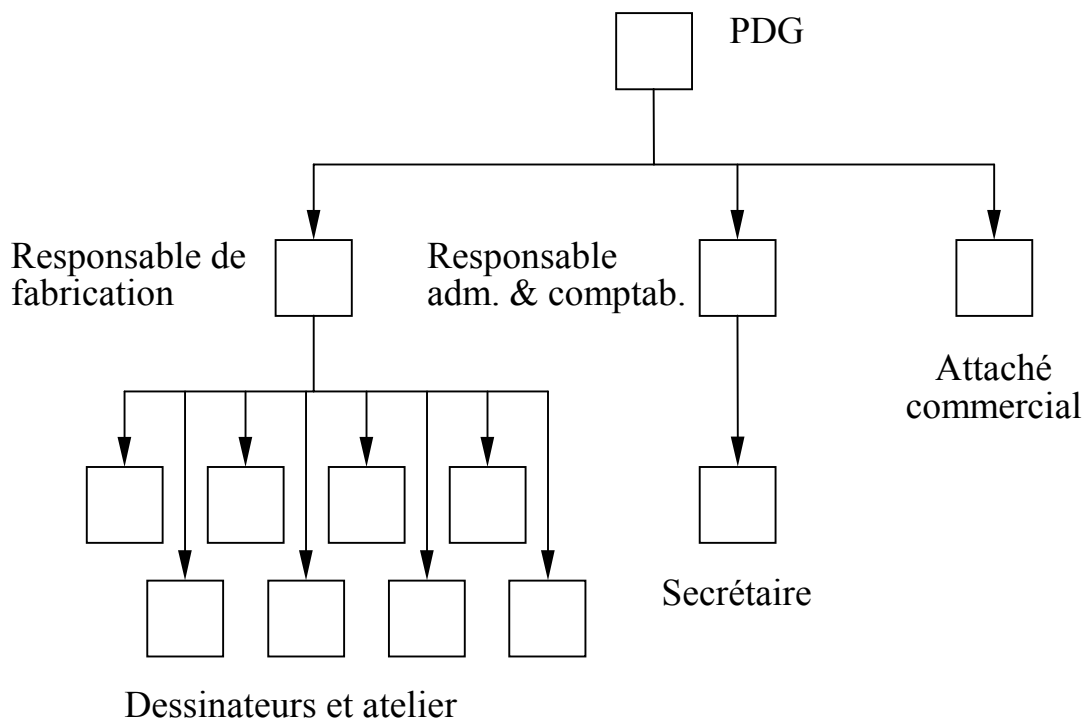 PDG
Responsable de
fabrication
Responsable
adm. & comptab.
Attaché
commercial
Secrétaire
Dessinateurs et atelier